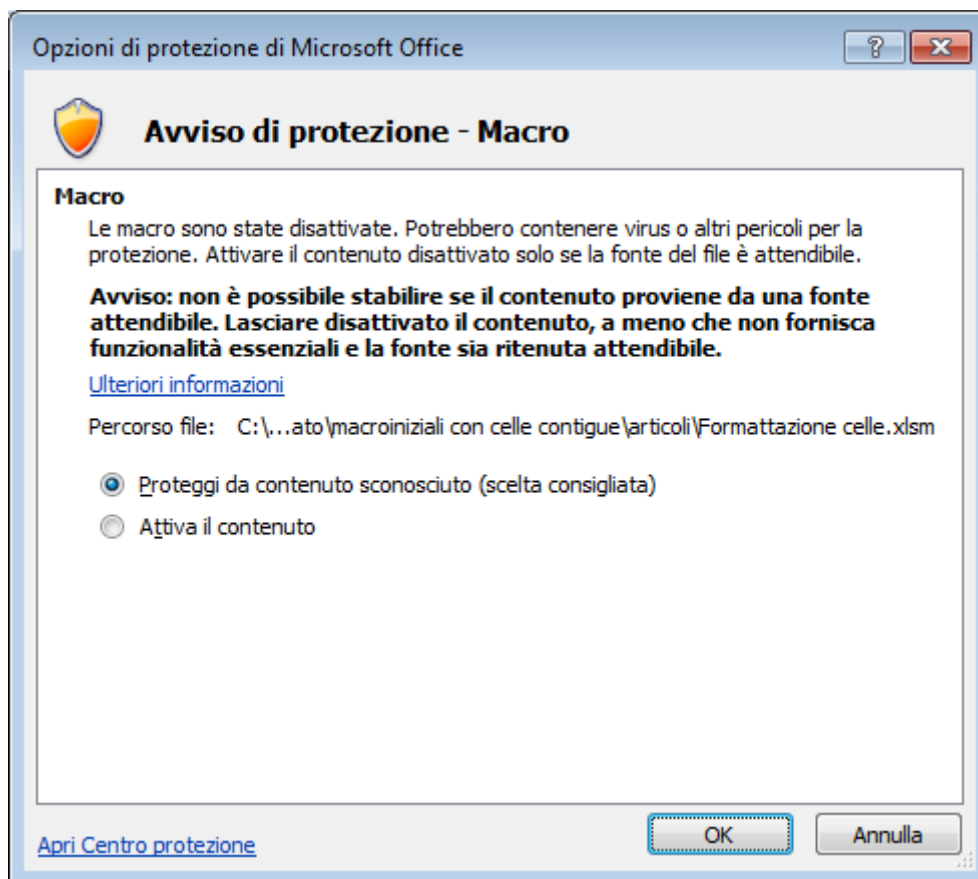 Opzioni di protezione di Microsoft Office
Avviso di protezione - Macro
Macro
Le macro sono state disattivate. Potrebbero contenere virus o altri pericoli per la
protezione. Attivare il contenuto disattivato solo se la fonte del file è attendibile.
Avviso: non è possibile stabilire se il contenuto proviene da una fonte
attendibile. Lasciare disattivato il contenuto, a meno che non fornisca
funzionalità essenziali e la fonte sia ritenuta attendibile.
Ulteriori informazioni
Percorso file: C:\...ato\macroiniziali con celle contigue\articoli\Formattazione celle.xlsm
Proteggi da contenuto sconosciuto (scelta consigliata)
Attiva il contenuto
Apri Centro protezione
OK
Annulla